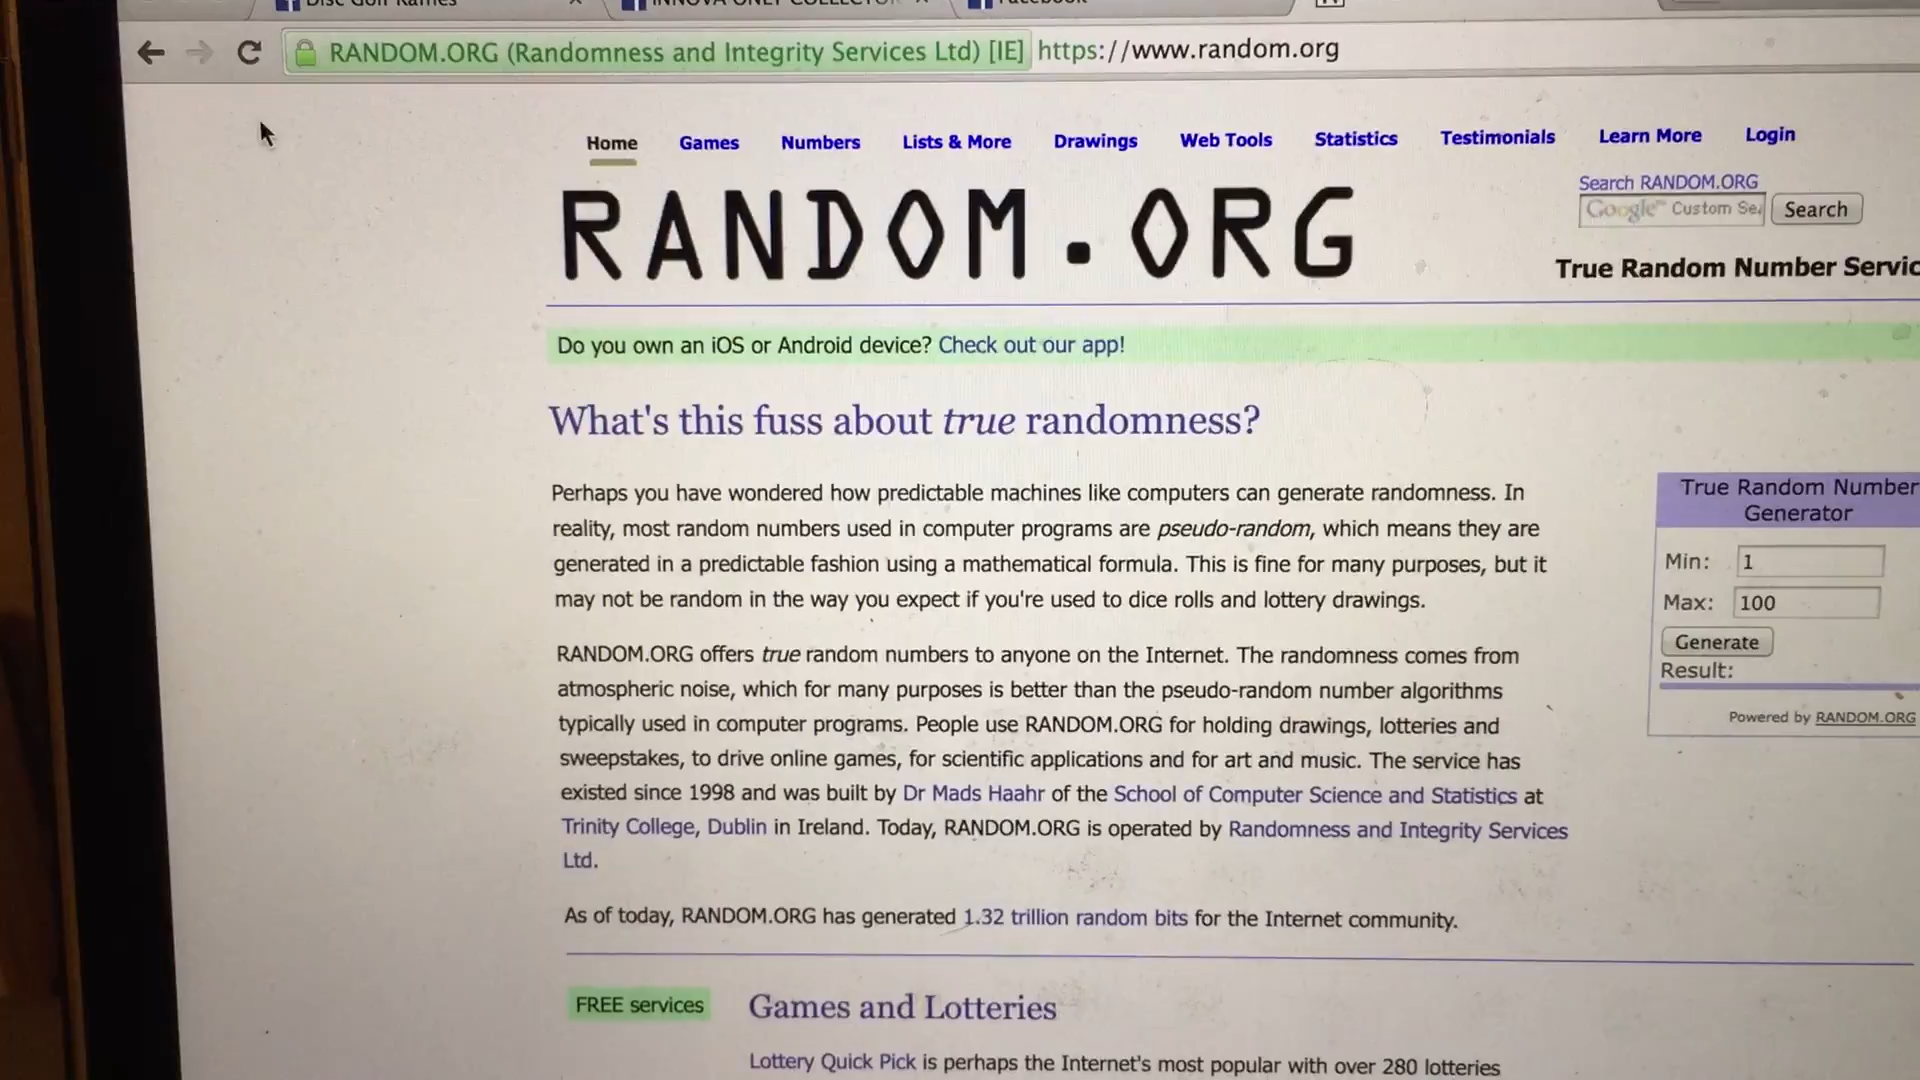 RANDOM.ORG (Randomness and Integrity Services Ltd) [IE] https://www.random.org
Home Games Numbers Lists & More Drawings Web Tools Statistics Testimonials Learn More Login
RANDOM.ORG
Search RANDOM.ORG
Google™ Custom Search
True Random Number
Do you own an iOS or Android device? Check out our app!
What's this fuss about true randomness?
Perhaps you have wondered how predictable machines like computers can generate randomness. In
reality, most random numbers used in computer programs are pseudo-random, which means they are
generated in a predictable fashion using a mathematical formula. This is fine for many purposes, but it
may not be random in the way you expect if you're used to dice rolls and lottery drawings.
RANDOM.ORG offers true random numbers to anyone on the Internet. The randomness comes from
atmospheric noise, which for many purposes is better than the pseudo-random number algorithms
typically used in computer programs. People use RANDOM.ORG for holding drawings, lotteries and
sweepstakes, to drive online games, for scientific applications and for art and music. The service has
existed since 1998 and was built by Dr Mads Haahr of the School of Computer Science and Statistics at
Trinity College, Dublin in Ireland. Today, RANDOM.ORG is operated by Randomness and Integrity Services
Ltd.
As of today, RANDOM.ORG has generated 1.32 trillion random bits for the Internet community.
True Random Number
Generator
Min: 1
Max: 100
Generate
Result:
Powered by RANDOM.ORG
FREE services
Games and Lotteries
Lottery Quick Pick is perhaps the Internet's most popular with over 280 lotteries